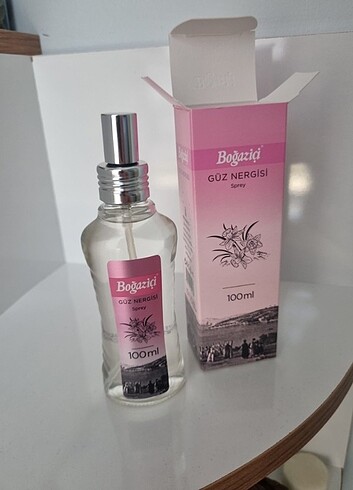 Boğaziçi
GÜZ NERGİSİ
Sprey
100ml
Boğaziçi
GÜZ NERGİSİ
Sprey
100ml